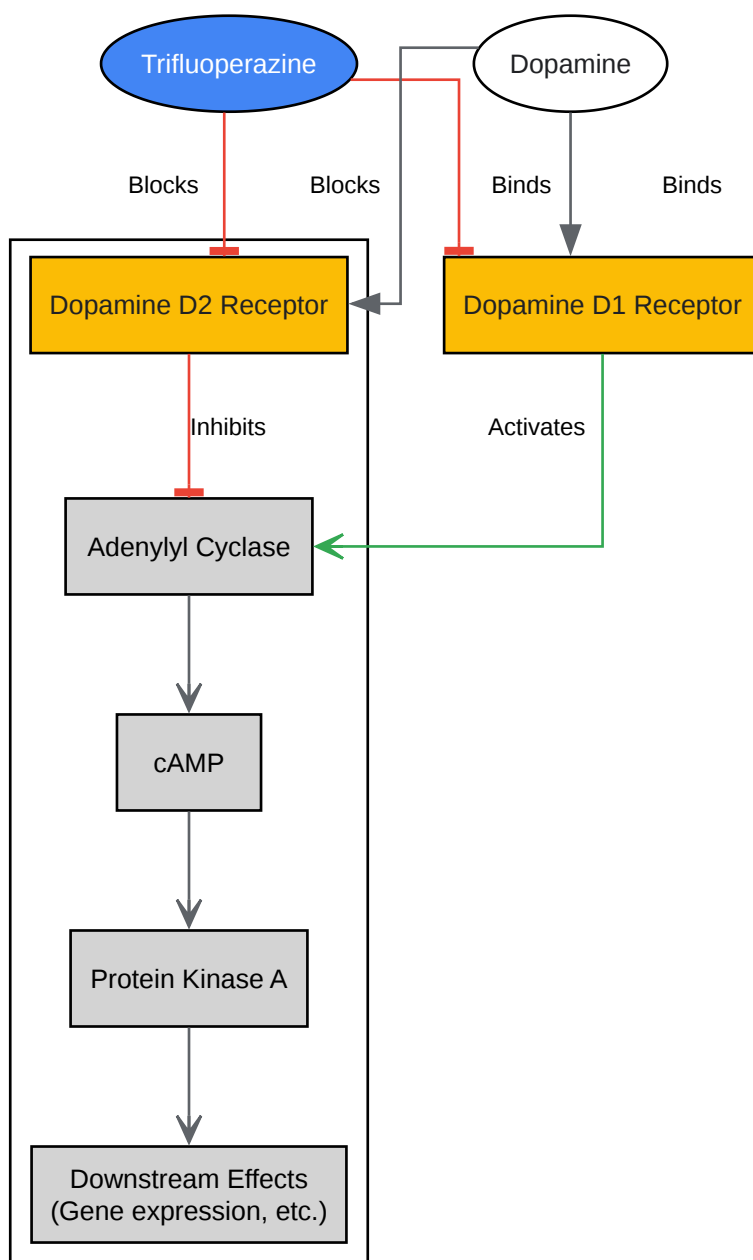 Trifluoperazine
Dopamine
Blocks
Blocks
Binds
Binds
Dopamine D2 Receptor
Dopamine D1 Receptor
Inhibits
Activates
Adenylyl Cyclase
cAMP
Protein Kinase A
Downstream Effects
(Gene expression, etc.)